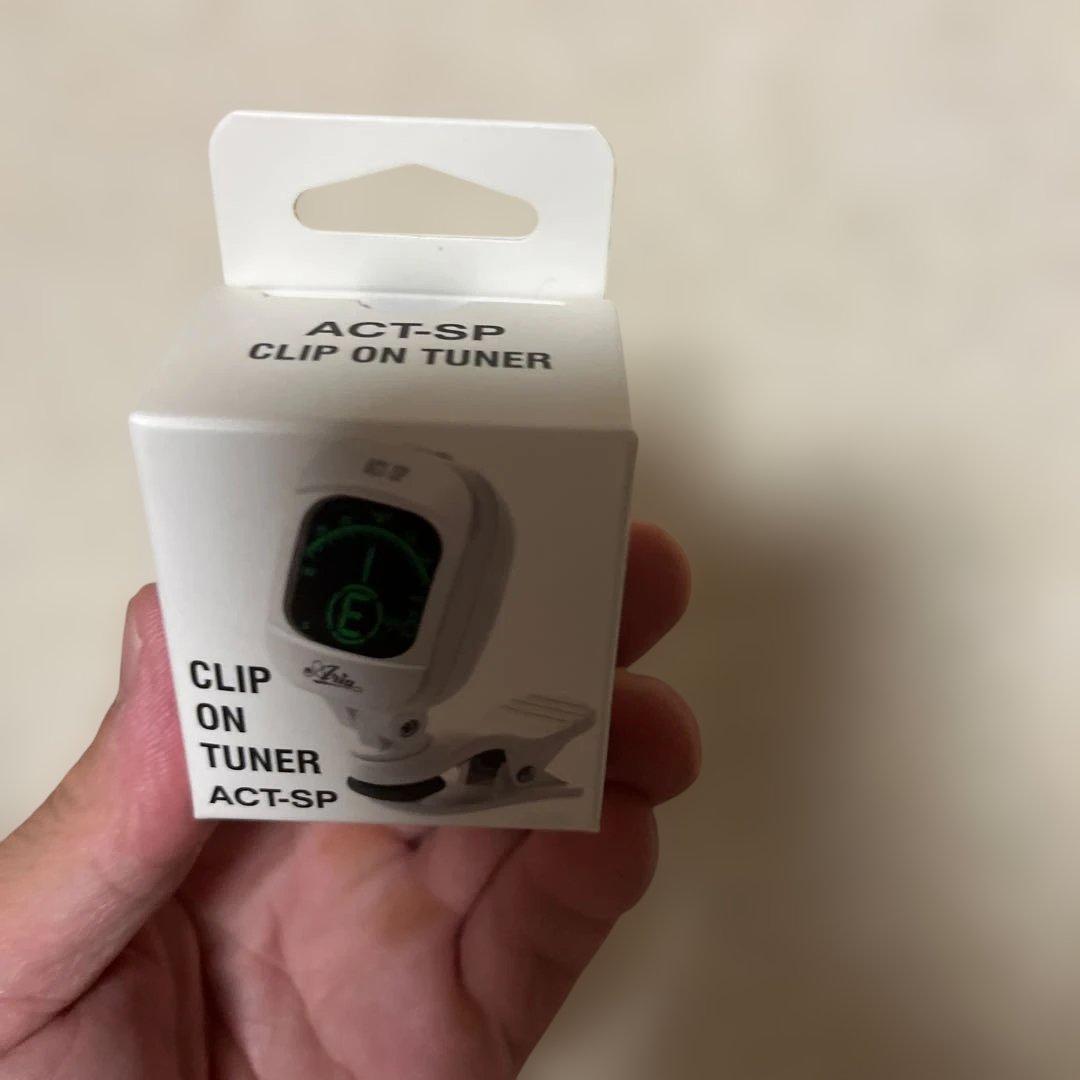 ACT-SP
CLIP ON TUNER
E
Aria
CLIP
ON
TUNER
ACT-SP